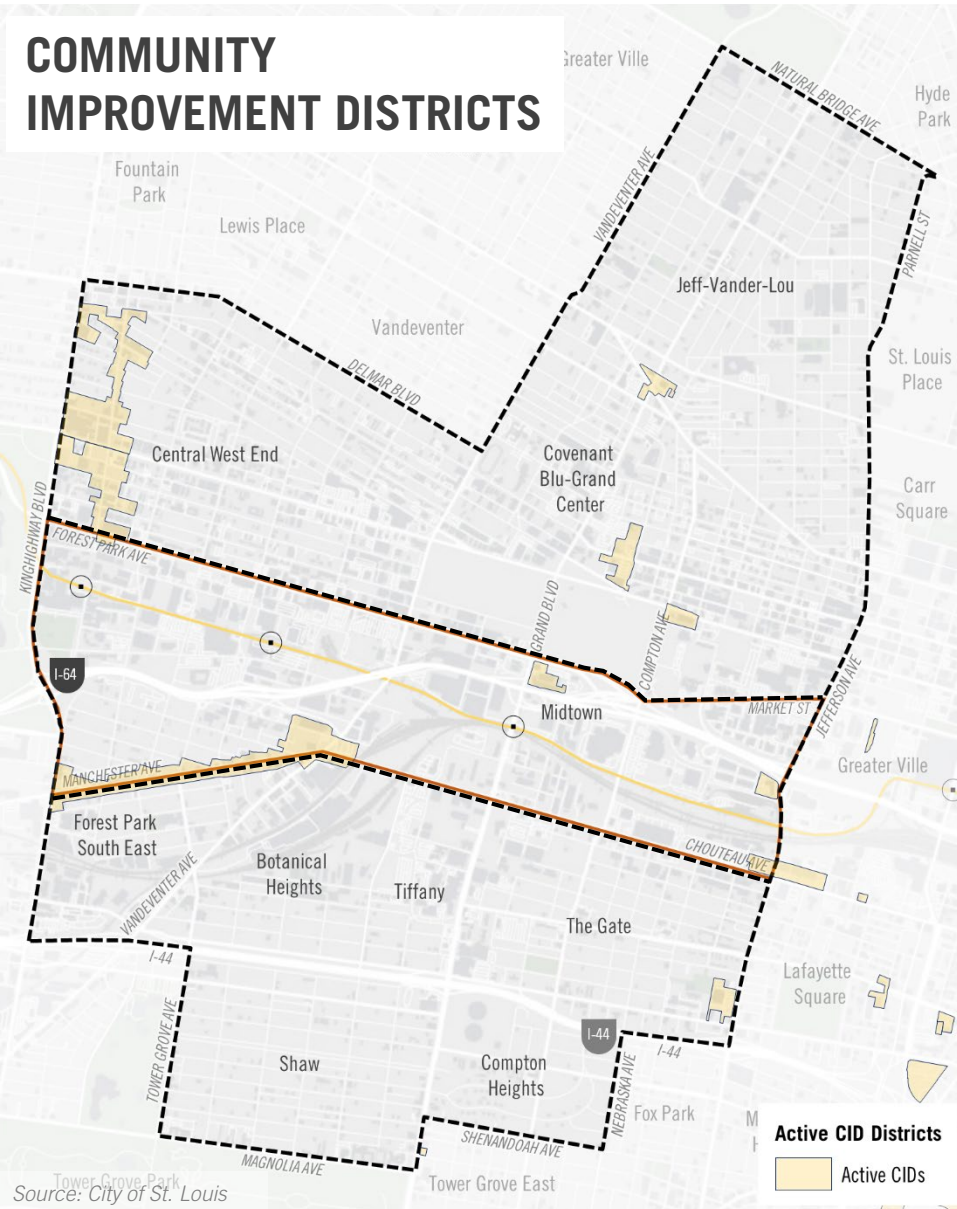 COMMUNITY
IMPROVEMENT DISTRICTS
Greater Ville
NATURAL BRIDGE AVE
Hyde
Park
Fountain
Park
Lewis Place
VANDEVENTER AVE
PARNELL ST
Jeff-Vander-Lou
Vandeventer
DELMAR BLVD
St. Louis
Place
Central West End
Covenant
Blu-Grand
Center
Carr
Square
KINGHIGHWAY BLVD
FOREST PARK AVE
GRAND BLVD
COMPTON AVE
I-64
Midtown
MARKET ST
JEFFERSON AVE
Greater Ville
MANCHESTER AVE
Forest Park
South East
CHOUTEAU AVE
Botanical
Heights
Tiffany
VANDEVENTER AVE
The Gate
I-44
Lafayette
Square
TOWER GROVE AVE
I-44
I-44
Shaw
Compton
Heights
NEBRASKA AVE
Fox Park
SHENANDOAH AVE
MAGNOLIA AVE
Tower Grove Park
Tower Grove East
Source: City of St. Louis
Active CID Districts
Active CIDs